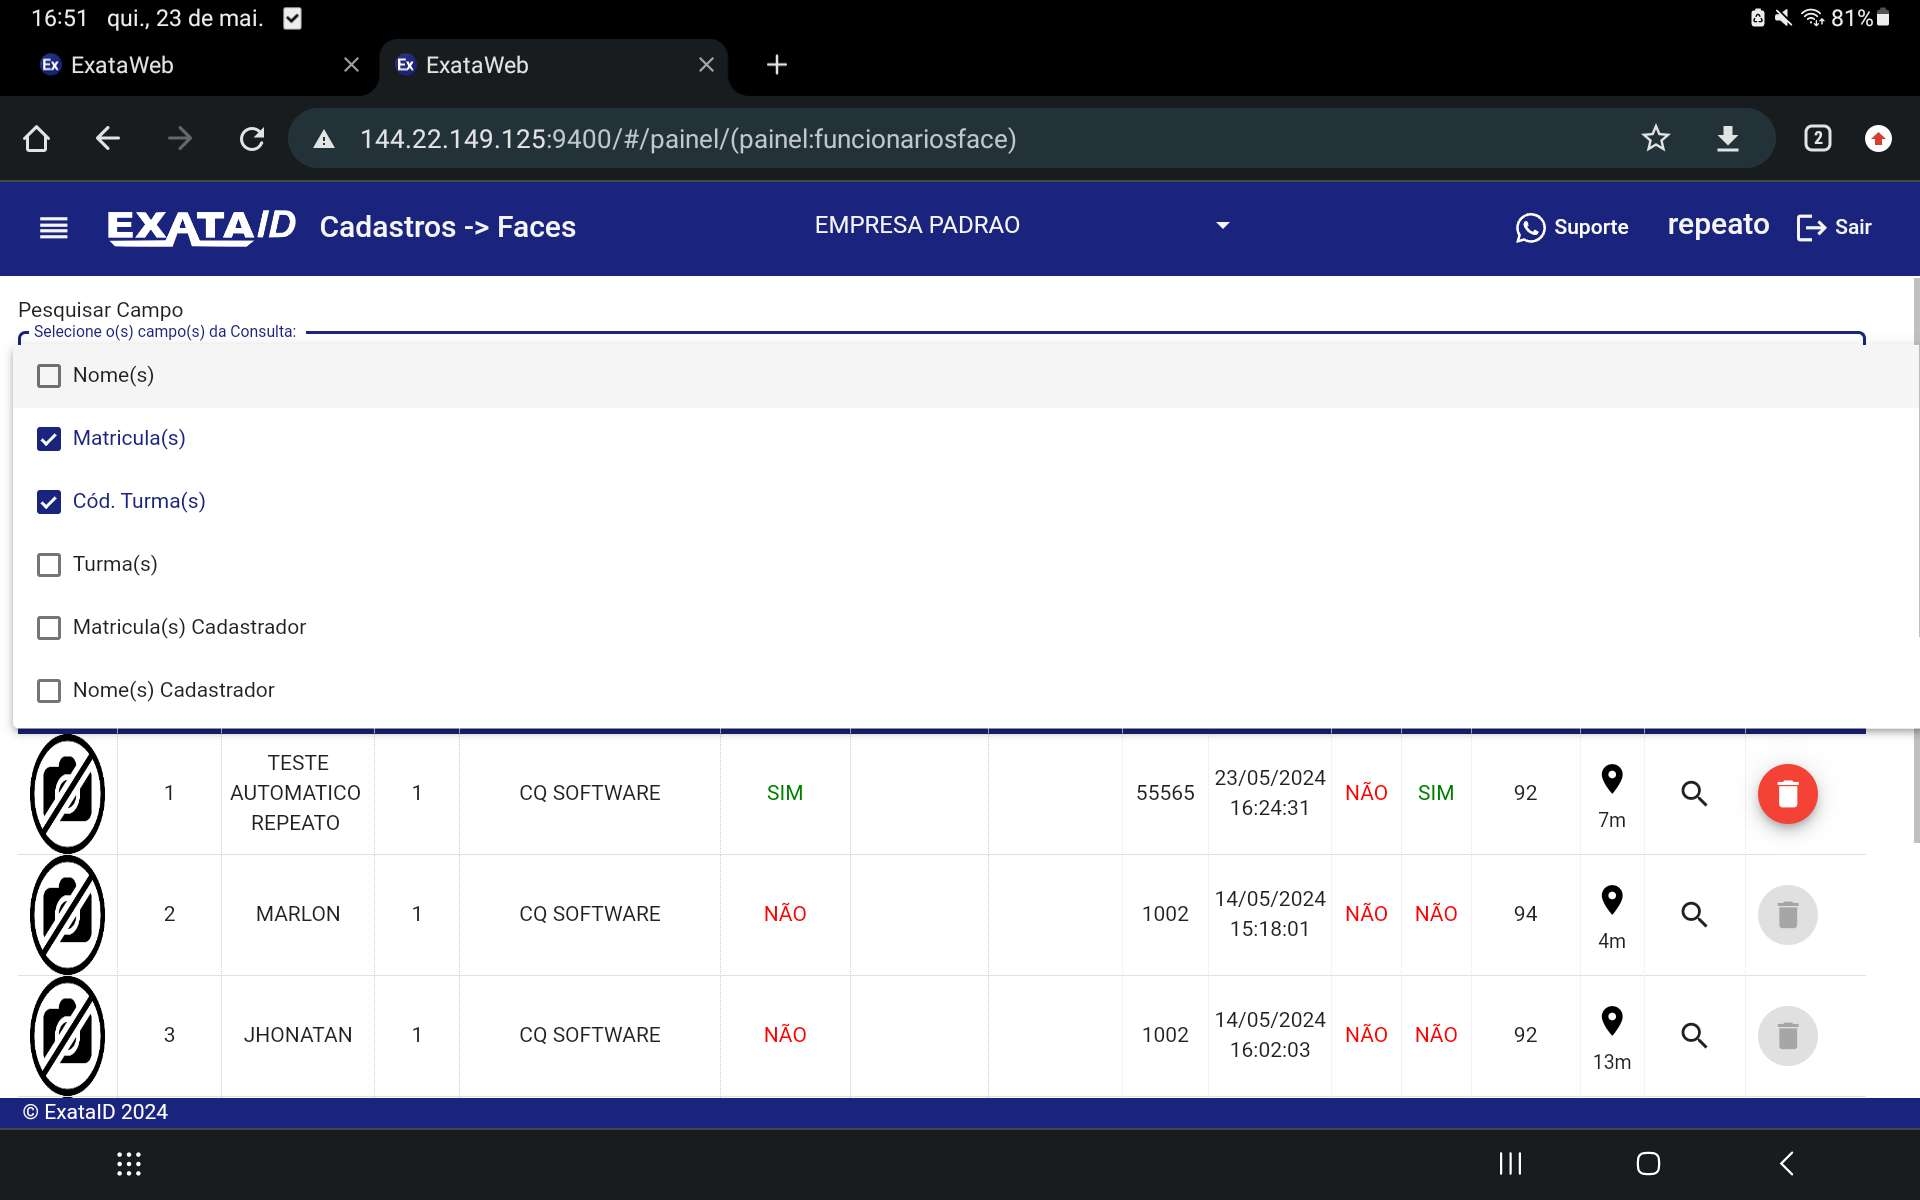 16:51 qui., 23 de mai. 81%
Ex ExataWeb Ex ExataWeb
144.22.149.125:9400/#/painel/(painel:funcionariosface) 2
EXATAID Cadastros -> Faces EMPRESA PADRAO Suporte repeato Sair
Pesquisar Campo
Selecione o(s) campo(s) da Consulta:
Nome(s)
Matricula(s)
Cód. Turma(s)
Turma(s)
Matricula(s) Cadastrador
Nome(s) Cadastrador
1 TESTE AUTOMATICO REPEATO 1 CQ SOFTWARE SIM 55565 23/05/2024 16:24:31 NÃO SIM 92 7m
2 MARLON 1 CQ SOFTWARE NÃO 1002 14/05/2024 15:18:01 NÃO NÃO 94 4m
3 JHONATAN 1 CQ SOFTWARE NÃO 1002 14/05/2024 16:02:03 NÃO NÃO 92 13m
© ExataID 2024